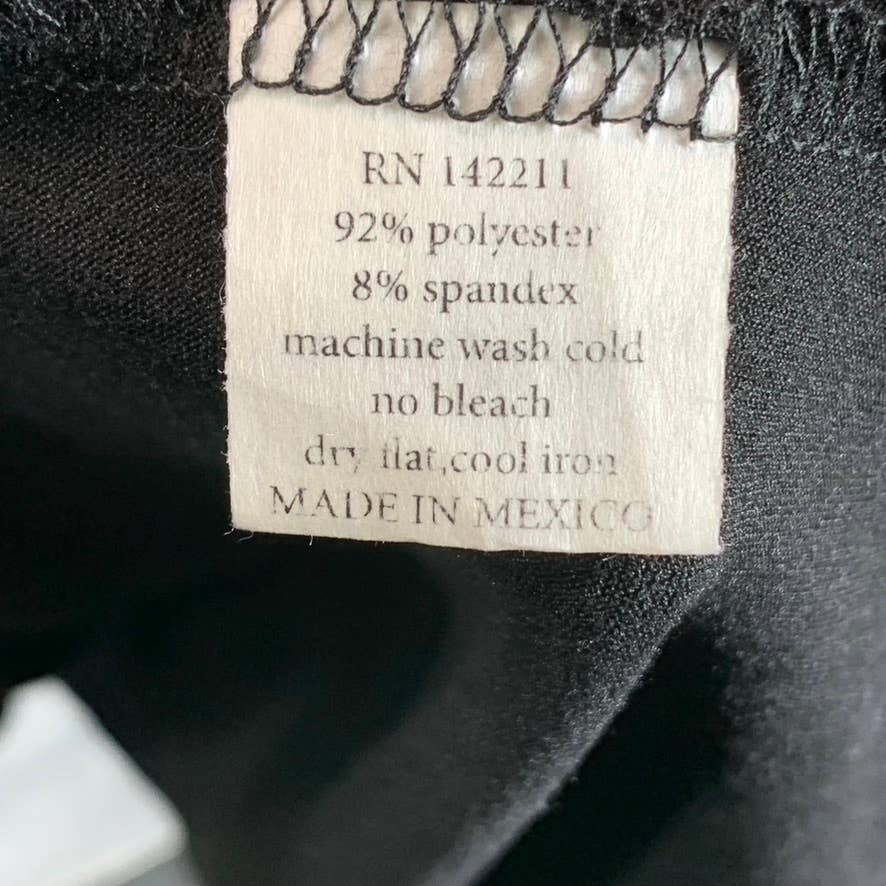 RN 142211
92% polyester
8% spandex
machine wash cold
no bleach
dry flat,cool iron
MADE IN MEXICO